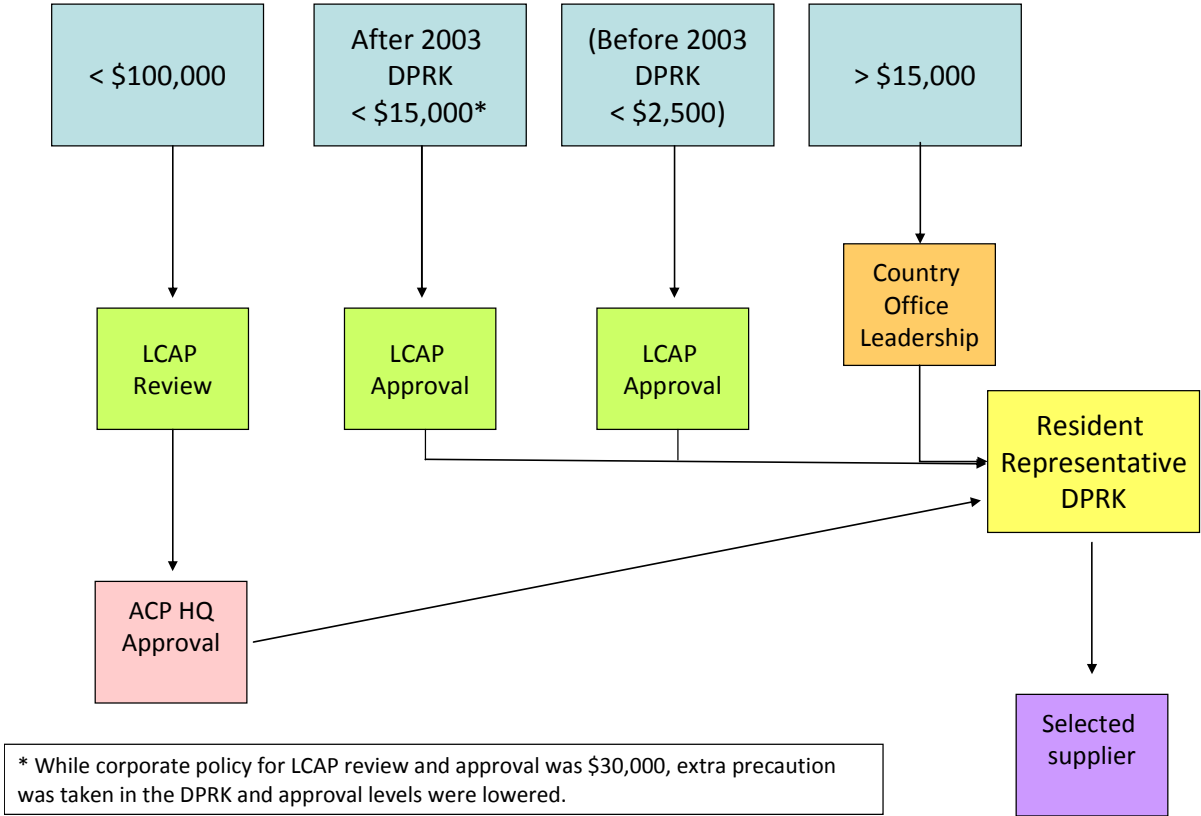 < $100,000
After 2003
DPRK
< $15,000*
(Before 2003
DPRK
< $2,500)
> $15,000
Country
Office
Leadership
LCAP
Review
LCAP
Approval
LCAP
Approval
Resident
Representative
DPRK
ACP HQ
Approval
Selected
supplier
* While corporate policy for LCAP review and approval was $30,000, extra precaution
was taken in the DPRK and approval levels were lowered.